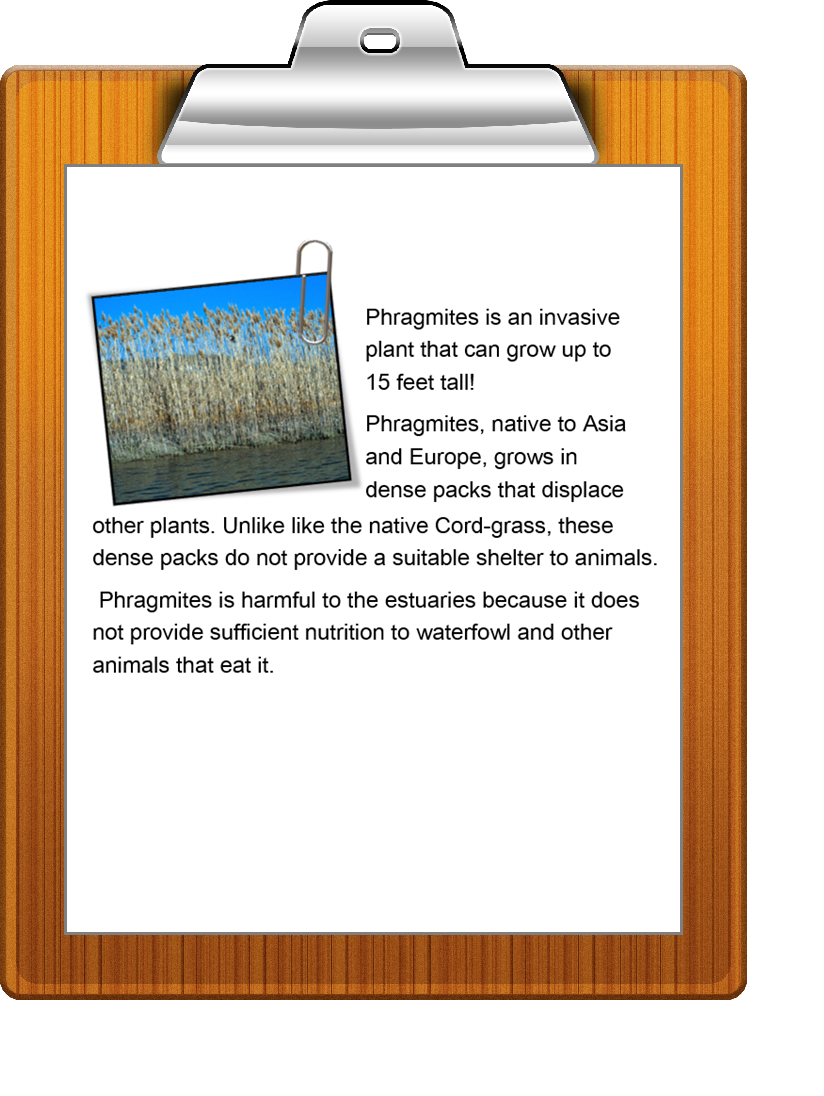 Phragmites is an invasive
plant that can grow up to
15 feet tall!
Phragmites, native to Asia
and Europe, grows in
dense packs that displace
other plants. Unlike like the native Cord-grass, these
dense packs do not provide a suitable shelter to animals.
Phragmites is harmful to the estuaries because it does
not provide sufficient nutrition to waterfowl and other
animals that eat it.